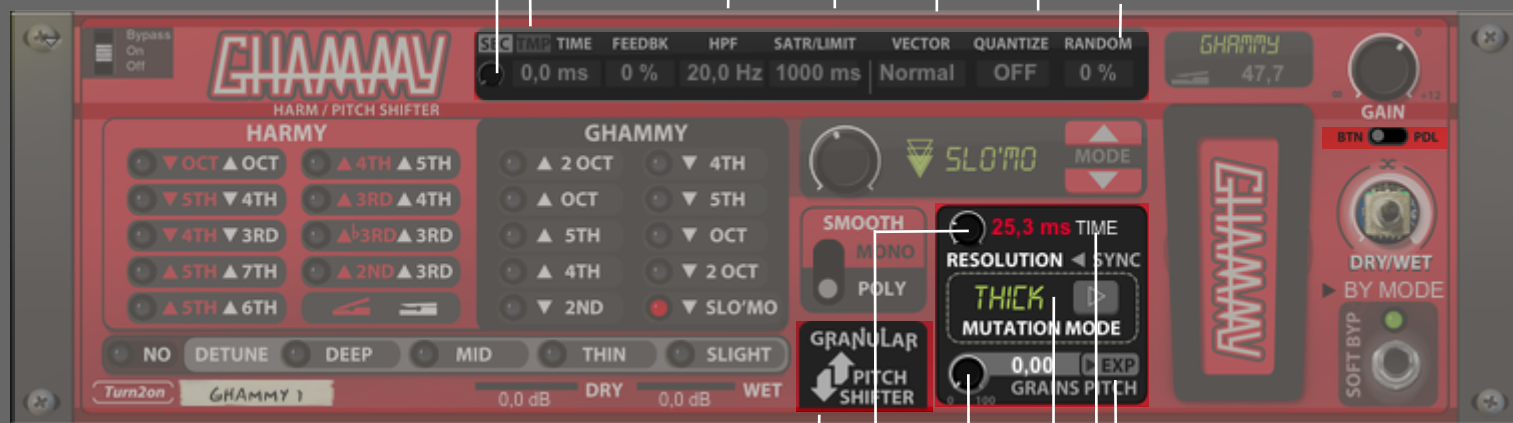 Bypass
On
Off
GHAMMY
HARM / PITCH SHIFTER
SEC TMP TIME FEEDBK HPF SATR/LIMIT VECTOR QUANTIZE RANDOM
0,0 ms 0 % 20,0 Hz 1000 ms Normal OFF 0 %
GHAMMY
47,7
∞ 0 +12
GAIN
BTN PDL
HARMY
▼OCT ▲OCT ▲4TH ▲5TH
▼5TH ▼4TH ▲3RD ▲4TH
▼4TH ▼3RD ▲♭3RD ▲3RD
▲5TH ▲7TH ▲2ND ▲3RD
▲5TH ▲6TH
GHAMMY
▲ 2 OCT ▼ 4TH
▲ OCT ▼ 5TH
▲ 5TH ▼ OCT
▲ 4TH ▼ 2 OCT
▼ 2ND ▼ SLO'MO
NO DETUNE DEEP MID THIN SLIGHT
Turn2on GHAMMY 1
0,0 dB DRY 0,0 dB WET
SLO'MO
▲
MODE
▼
SMOOTH
MONO
POLY
GRANULAR
PITCH
SHIFTER
25,3 ms TIME
RESOLUTION ◀ SYNC
THICK
MUTATION MODE
0,00 ▶ EXP
GRAINS PITCH
0 100
GHAMMY
DRY/WET
▶ BY MODE
SOFT BYP